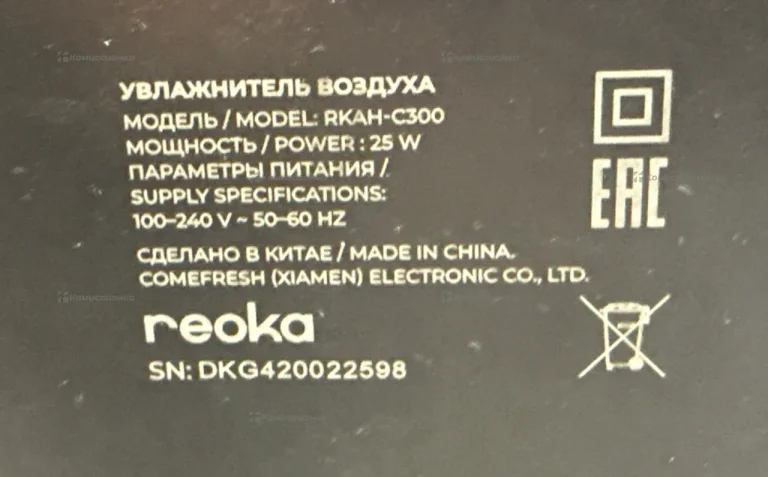 УВЛАЖНИТЕЛЬ ВОЗДУХА
МОДЕЛЬ / MODEL: RKAH-C300
МОЩНОСТЬ / POWER : 25 W
ПАРАМЕТРЫ ПИТАНИЯ /
SUPPLY SPECIFICATIONS:
100–240 V ~ 50–60 HZ
СДЕЛАНО В КИТАЕ / MADE IN CHINA.
COMEFRESH (XIAMEN) ELECTRONIC CO., LTD.
reoka
SN: DKG420022598
EAC